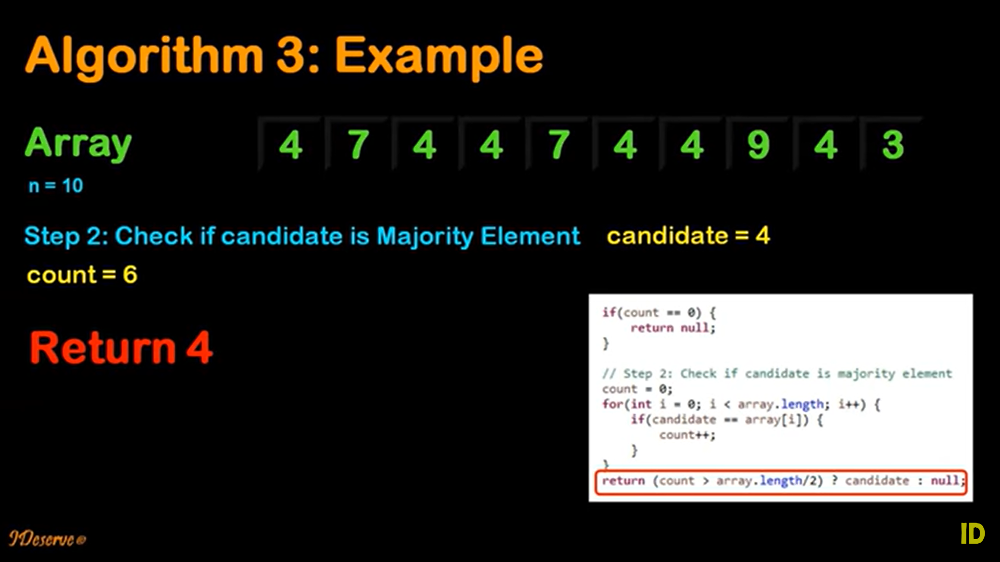 Algorithm 3: Example
Array 4 7 4 4 7 4 4 9 4 3
n = 10
Step 2: Check if candidate is Majority Element candidate = 4
count = 6
Return 4
if(count == 0) {
return null;
}
// Step 2: Check if candidate is majority element
count = 0;
for(int i = 0; i < array.length; i++) {
if(candidate == array[i]) {
count++;
}
}
return (count > array.length/2) ? candidate : null;
IDeserve ©
ID